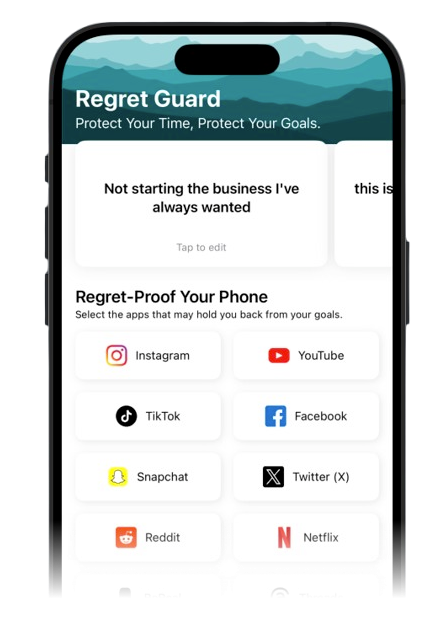 Regret Guard
Protect Your Time, Protect Your Goals.
Not starting the business I've
always wanted
Tap to edit
this is
Regret-Proof Your Phone
Select the apps that may hold you back from your goals.
Instagram
YouTube
TikTok
Facebook
Snapchat
Twitter (X)
Reddit
Netflix